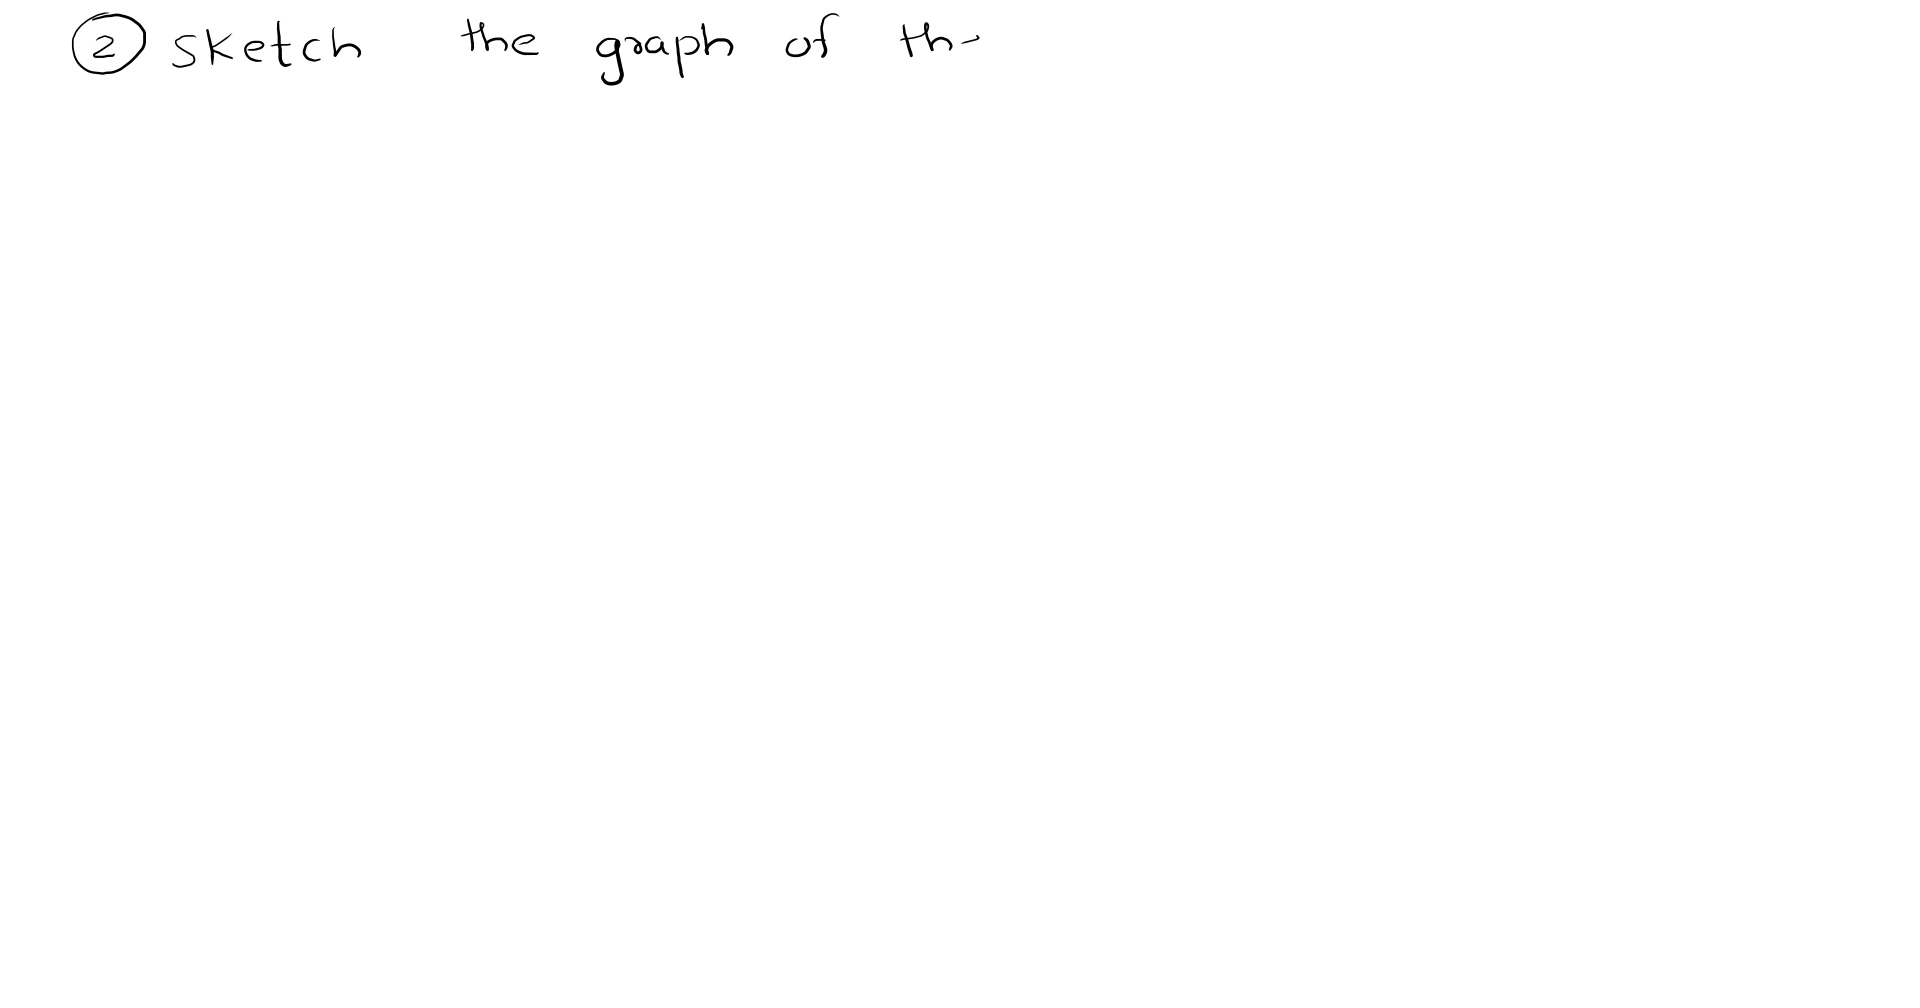 ② sketch the graph of th-